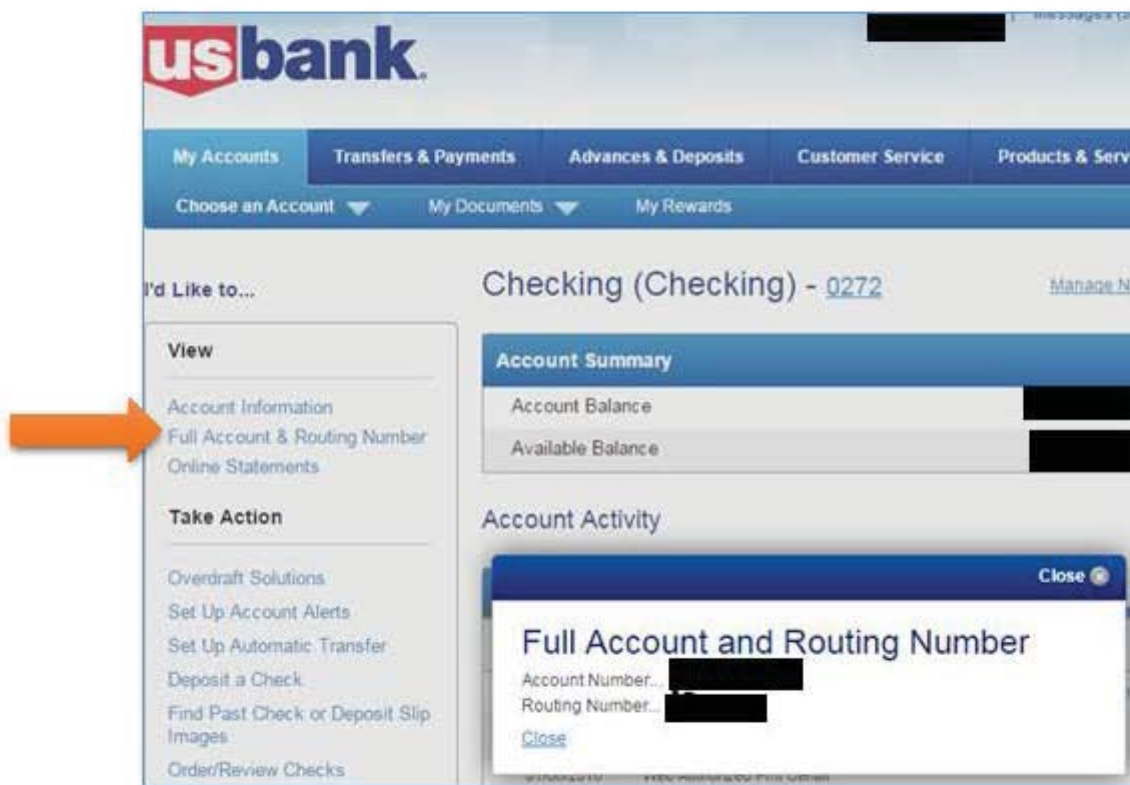 usbank.
My Accounts Transfers & Payments Advances & Deposits Customer Service Products & Serv
Choose an Account My Documents My Rewards
I'd Like to...
Checking (Checking) - 0272
Manage N
View
Account Information
Full Account & Routing Number
Online Statements
Take Action
Overdraft Solutions
Set Up Account Alerts
Set Up Automatic Transfer
Deposit a Check
Find Past Check or Deposit Slip
Images
Order/Review Checks
Account Summary
Account Balance
Available Balance
Account Activity
Close
Full Account and Routing Number
Account Number...
Routing Number...
Close